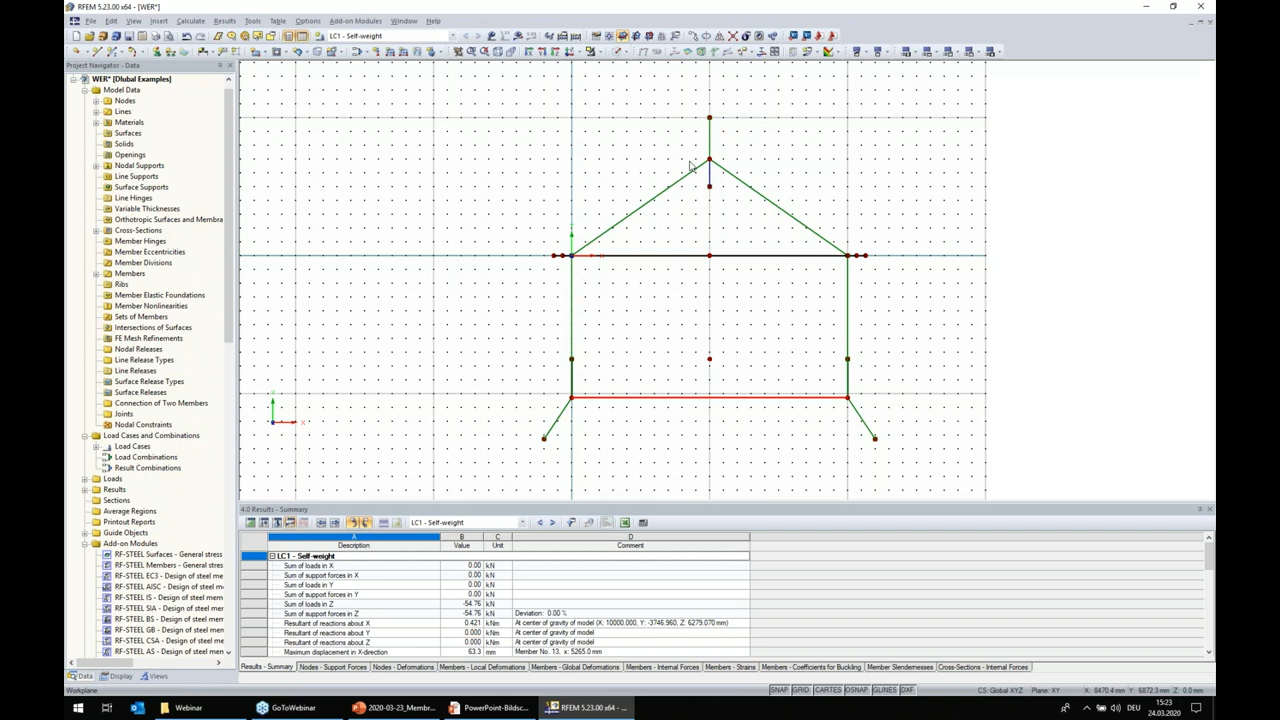 RFEM 5.23.00 x64 - [WER*]
File Edit View Insert Calculate Results Tools Table Options Add-on Modules Window Help
LC1 - Self-weight
Project Navigator - Data
WER* [Dlubal Examples]
Model Data
Nodes
Lines
Materials
Surfaces
Solids
Openings
Nodal Supports
Line Supports
Surface Supports
Line Hinges
Variable Thicknesses
Orthotropic Surfaces and Membra
Cross-Sections
Member Hinges
Member Eccentricities
Member Divisions
Members
Ribs
Member Elastic Foundations
Member Nonlinearities
Sets of Members
Intersections of Surfaces
FE Mesh Refinements
Nodal Releases
Line Release Types
Line Releases
Surface Release Types
Surface Releases
Connection of Two Members
Joints
Nodal Constraints
Load Cases and Combinations
Load Cases
Load Combinations
Result Combinations
Loads
Results
Sections
Average Regions
Printout Reports
Guide Objects
Add-on Modules
RF-STEEL Surfaces - General stress
RF-STEEL Members - General stress
RF-STEEL EC3 - Design of steel me
RF-STEEL AISC - Design of steel me
RF-STEEL IS - Design of steel mem
RF-STEEL SIA - Design of steel mem
RF-STEEL BS - Design of steel mem
RF-STEEL GB - Design of steel mem
RF-STEEL CSA - Design of steel me
RF-STEEL AS - Design of steel mem
Data Display Views
X
4.0 Results - Summary
LC1 - Self-weight
A B C D
Description Value Unit Comment
LC1 - Self-weight
Sum of loads in X 0.00 kN
Sum of support forces in X 0.00 kN
Sum of loads in Y 0.00 kN
Sum of support forces in Y 0.00 kN
Sum of loads in Z -54.76 kN
Sum of support forces in Z -54.76 kN Deviation: 0.00 %
Resultant of reactions about X 0.421 kNm At center of gravity of model (X: 10000.000, Y: -3746.960, Z: 6279.070 mm)
Resultant of reactions about Y 0.000 kNm At center of gravity of model
Resultant of reactions about Z 0.000 kNm At center of gravity of model
Maximum displacement in X-direction 63.3 mm Member No. 13, x: 5265.0 mm
Results - Summary Nodes - Support Forces Nodes - Deformations Members - Local Deformations Members - Global Deformations Members - Internal Forces Members - Strains Members - Coefficients for Buckling Member Slendernesses Cross-Sections - Internal Forces
Workplane SNAP GRID CARTES OSNAP GLINES DXF CS: Global XYZ Plane: XY X: 8470.4 mm Y: 5872.3 mm Z: 0.0 mm
Webinar GoToWebinar 2020-03-23_Membr... PowerPoint-Bildsc... RFEM 5.23.00 x64 - ... DEU 15:23
24.03.2020